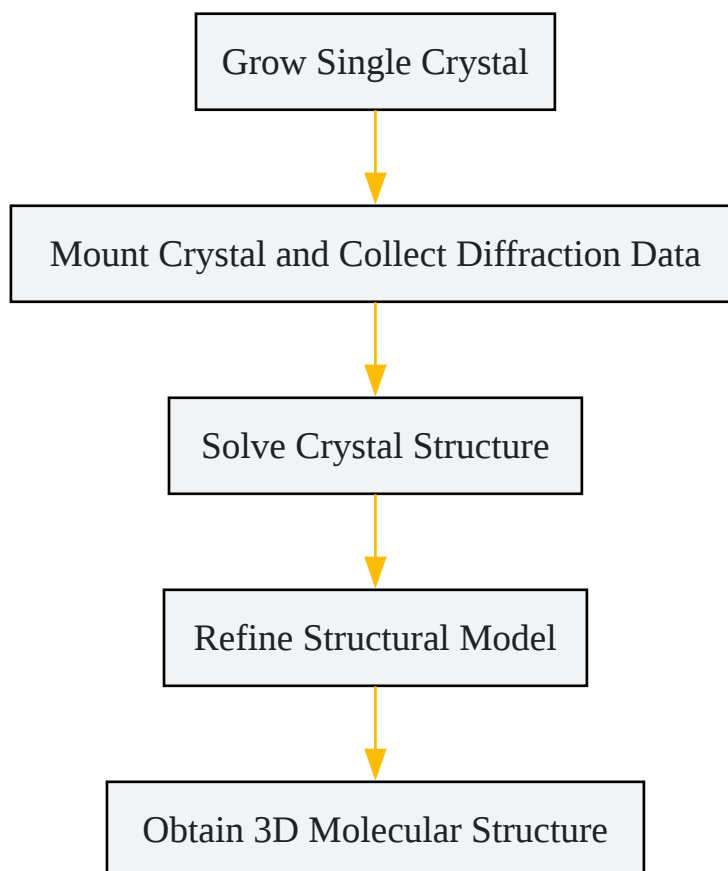 Grow Single Crystal
Mount Crystal and Collect Diffraction Data
Solve Crystal Structure
Refine Structural Model
Obtain 3D Molecular Structure